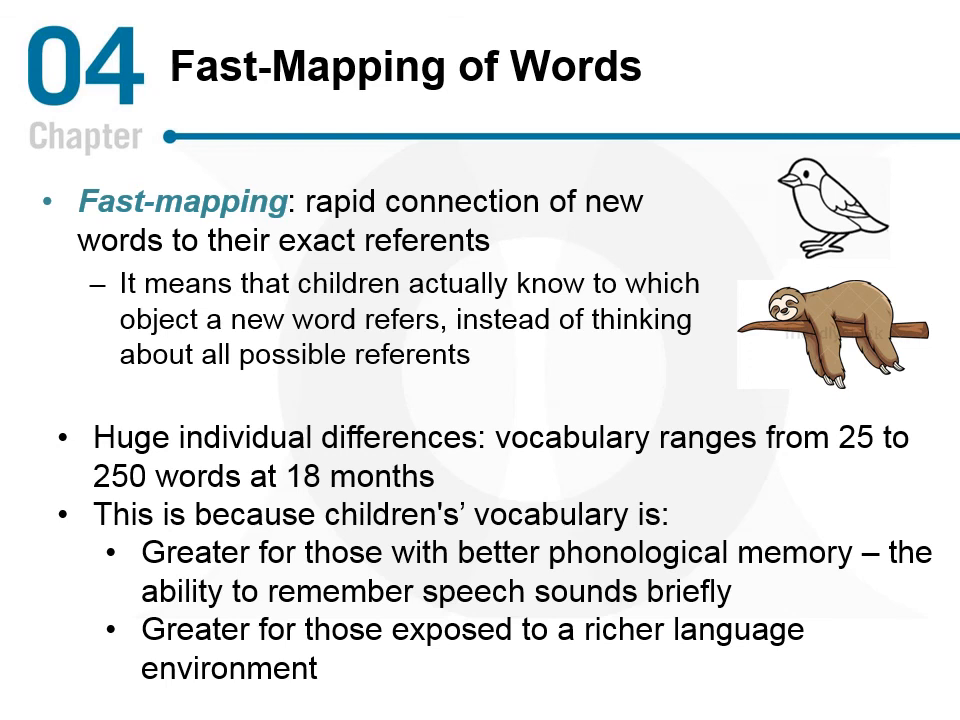 04
Chapter
Fast-Mapping of Words
• Fast-mapping: rapid connection of new
words to their exact referents
– It means that children actually know to which
object a new word refers, instead of thinking
about all possible referents
• Huge individual differences: vocabulary ranges from 25 to
250 words at 18 months
• This is because children's’ vocabulary is:
• Greater for those with better phonological memory – the
ability to remember speech sounds briefly
• Greater for those exposed to a richer language
environment